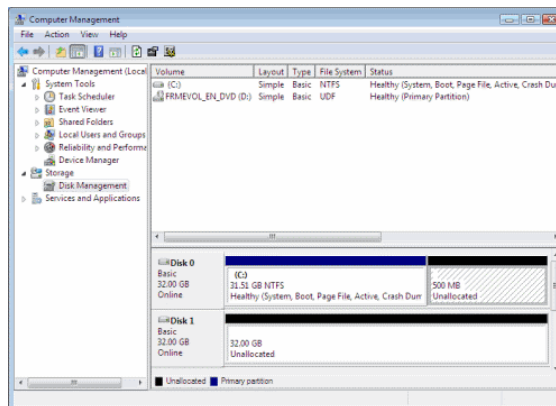 Computer Management
File Action View Help
Computer Management (Local
System Tools
Task Scheduler
Event Viewer
Shared Folders
Local Users and Groups
Reliability and Performa
Device Manager
Storage
Disk Management
Services and Applications
Volume Layout Type File System Status
(C:) Simple Basic NTFS Healthy (System, Boot, Page File, Active, Crash Du
FRMEVOL_EN_DVD (D:) Simple Basic UDF Healthy (Primary Partition)
Disk 0
Basic
32.00 GB
Online
(C:)
31.51 GB NTFS
Healthy (System, Boot, Page File, Active, Crash Dum
500 MB
Unallocated
Disk 1
Basic
32.00 GB
Online
32.00 GB
Unallocated
Unallocated Primary partition